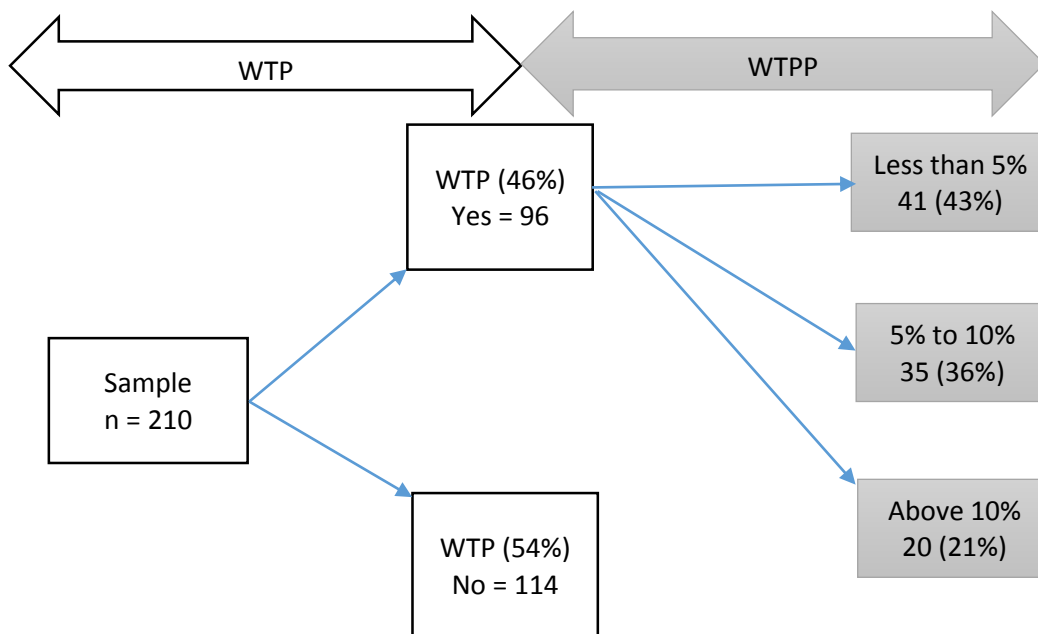 WTP
WTPP
WTP (46%)
Yes = 96
Less than 5%
41 (43%)
5% to 10%
35 (36%)
Sample
n = 210
Above 10%
20 (21%)
WTP (54%)
No = 114